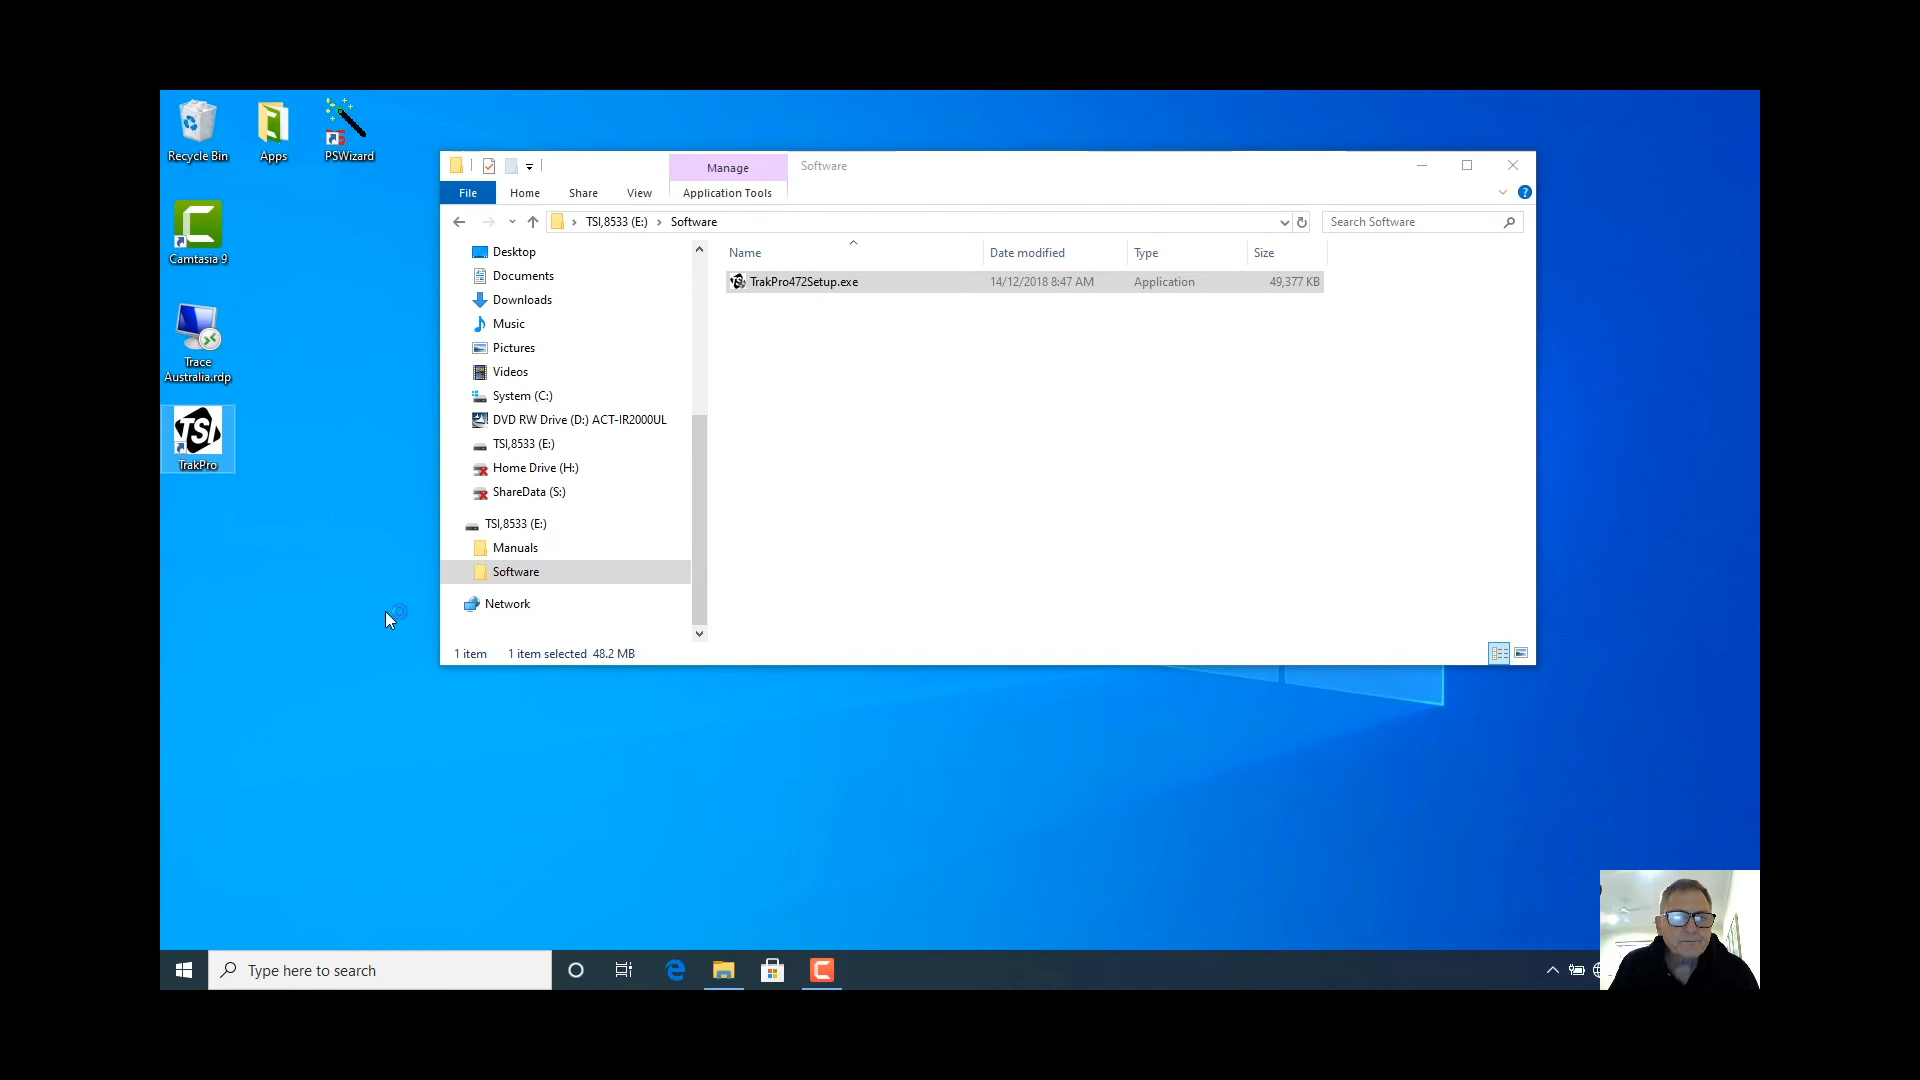 Recycle Bin
Apps
PSWizard
Camtasia 9
Trace
Australia.rdp
TSI
TrakPro
Manage
Software
File
Home
Share
View
Application Tools
TSI,8533 (E:)
Software
Search Software
Desktop
Documents
Downloads
Music
Pictures
Videos
System (C:)
DVD RW Drive (D:) ACT-IR2000UL
TSI,8533 (E:)
Home Drive (H:)
ShareData (S:)
TSI,8533 (E:)
Manuals
Software
Network
Name
Date modified
Type
Size
TrakPro472Setup.exe
14/12/2018 8:47 AM
Application
49,377 KB
1 item
1 item selected 48.2 MB
Type here to search